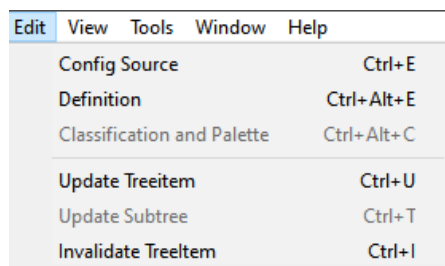 Edit View Tools Window Help
Config Source Ctrl+E
Definition Ctrl+Alt+E
Classification and Palette Ctrl+Alt+C
Update Treeitem Ctrl+U
Update Subtree Ctrl+T
Invalidate TreeItem Ctrl+I